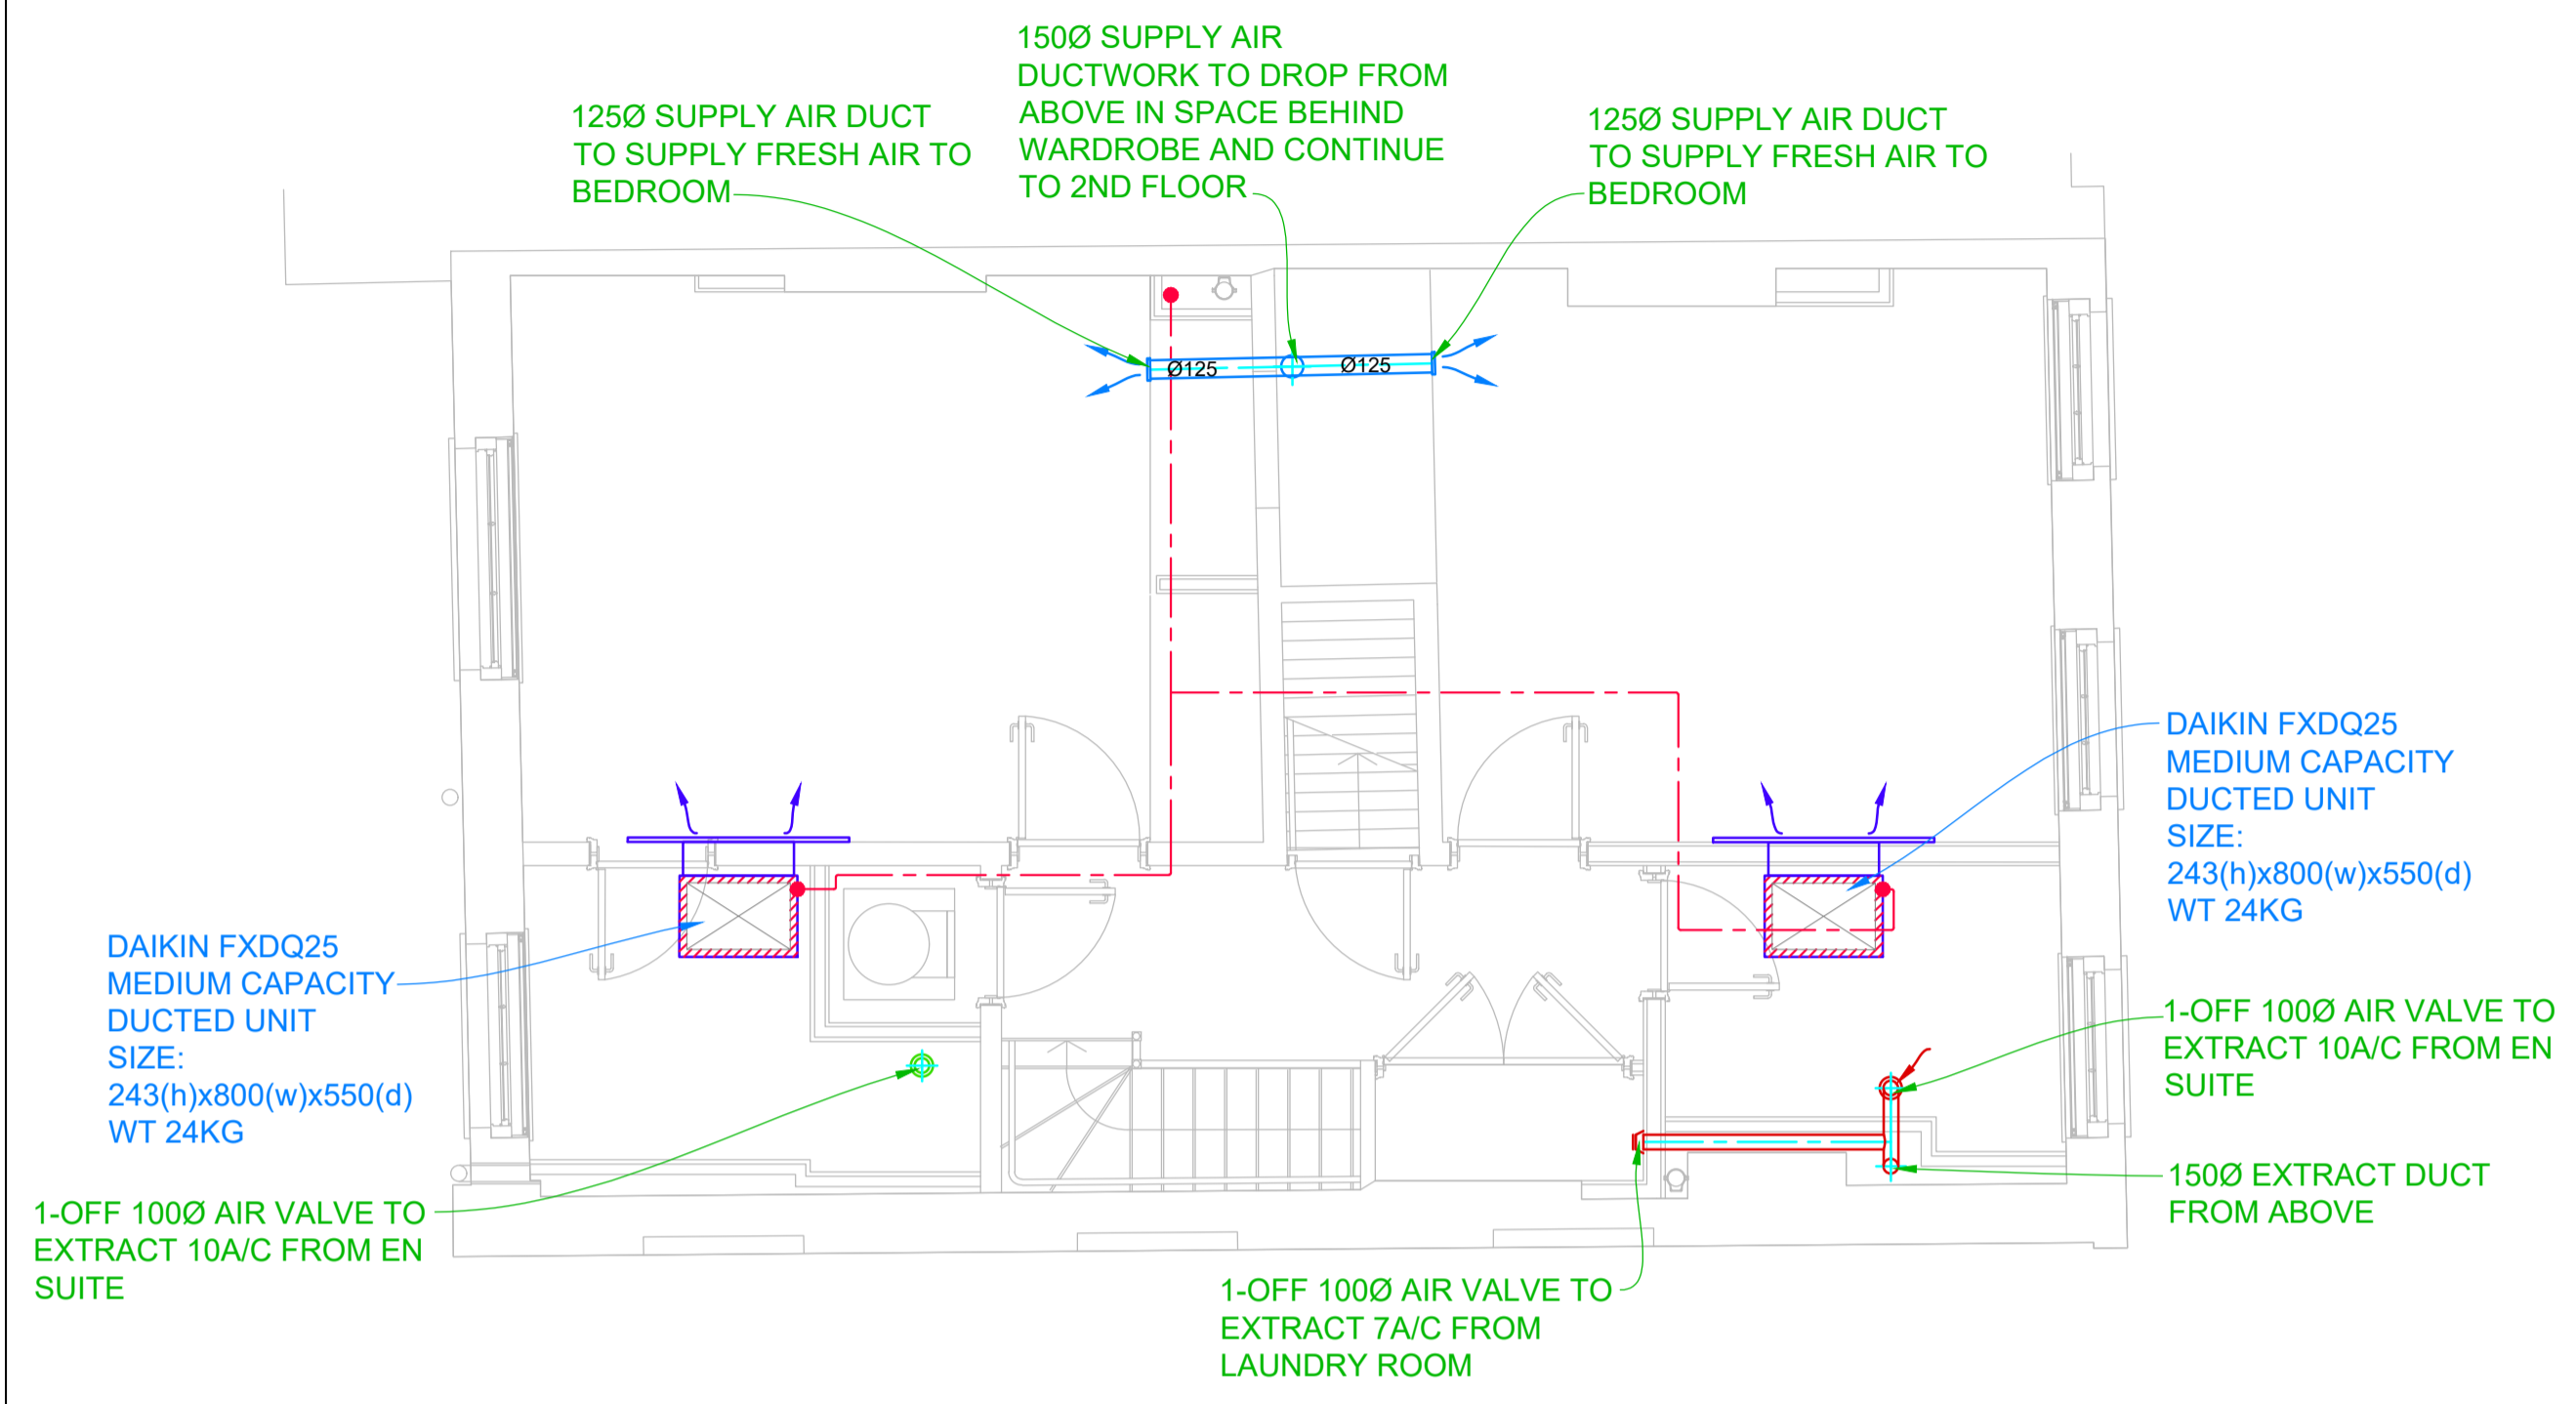 150Ø SUPPLY AIR
DUCTWORK TO DROP FROM
ABOVE IN SPACE BEHIND
WARDROBE AND CONTINUE
TO 2ND FLOOR
125Ø SUPPLY AIR DUCT
TO SUPPLY FRESH AIR TO
BEDROOM
125Ø SUPPLY AIR DUCT
TO SUPPLY FRESH AIR TO
BEDROOM
Ø125
Ø125
DAIKIN FXDQ25
MEDIUM CAPACITY
DUCTED UNIT
SIZE:
243(h)x800(w)x550(d)
WT 24KG
DAIKIN FXDQ25
MEDIUM CAPACITY
DUCTED UNIT
SIZE:
243(h)x800(w)x550(d)
WT 24KG
1-OFF 100Ø AIR VALVE TO
EXTRACT 10A/C FROM EN
SUITE
150Ø EXTRACT DUCT
FROM ABOVE
1-OFF 100Ø AIR VALVE TO
EXTRACT 10A/C FROM EN
SUITE
1-OFF 100Ø AIR VALVE TO
EXTRACT 7A/C FROM
LAUNDRY ROOM